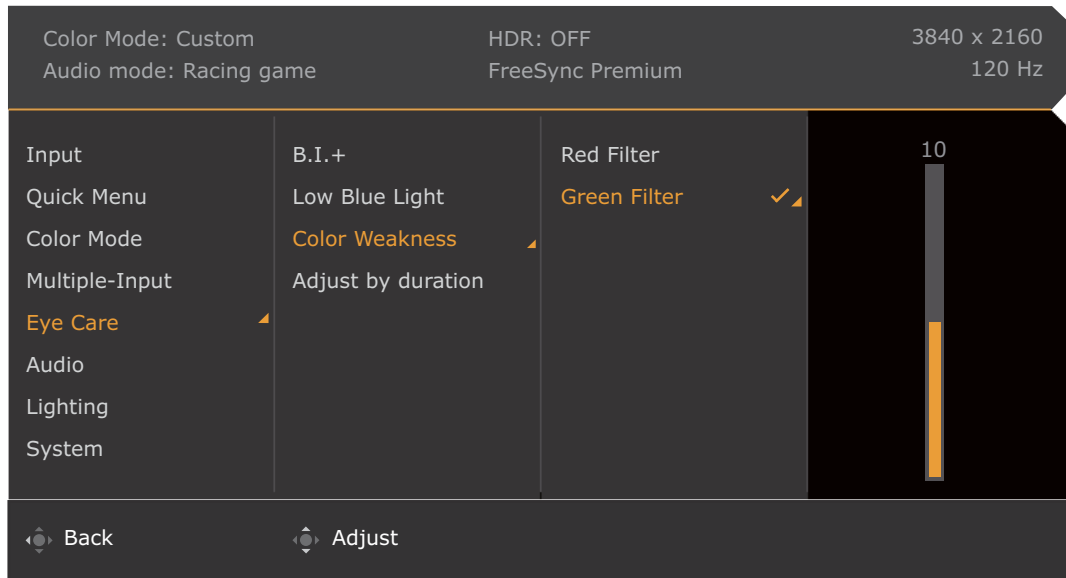 Color Mode: Custom
HDR: OFF
3840 x 2160
Audio mode: Racing game
FreeSync Premium
120 Hz
Input
Quick Menu
Color Mode
Multiple-Input
Eye Care
Audio
Lighting
System
B.I.+
Low Blue Light
Color Weakness
Adjust by duration
Red Filter
Green Filter
10
Back
Adjust